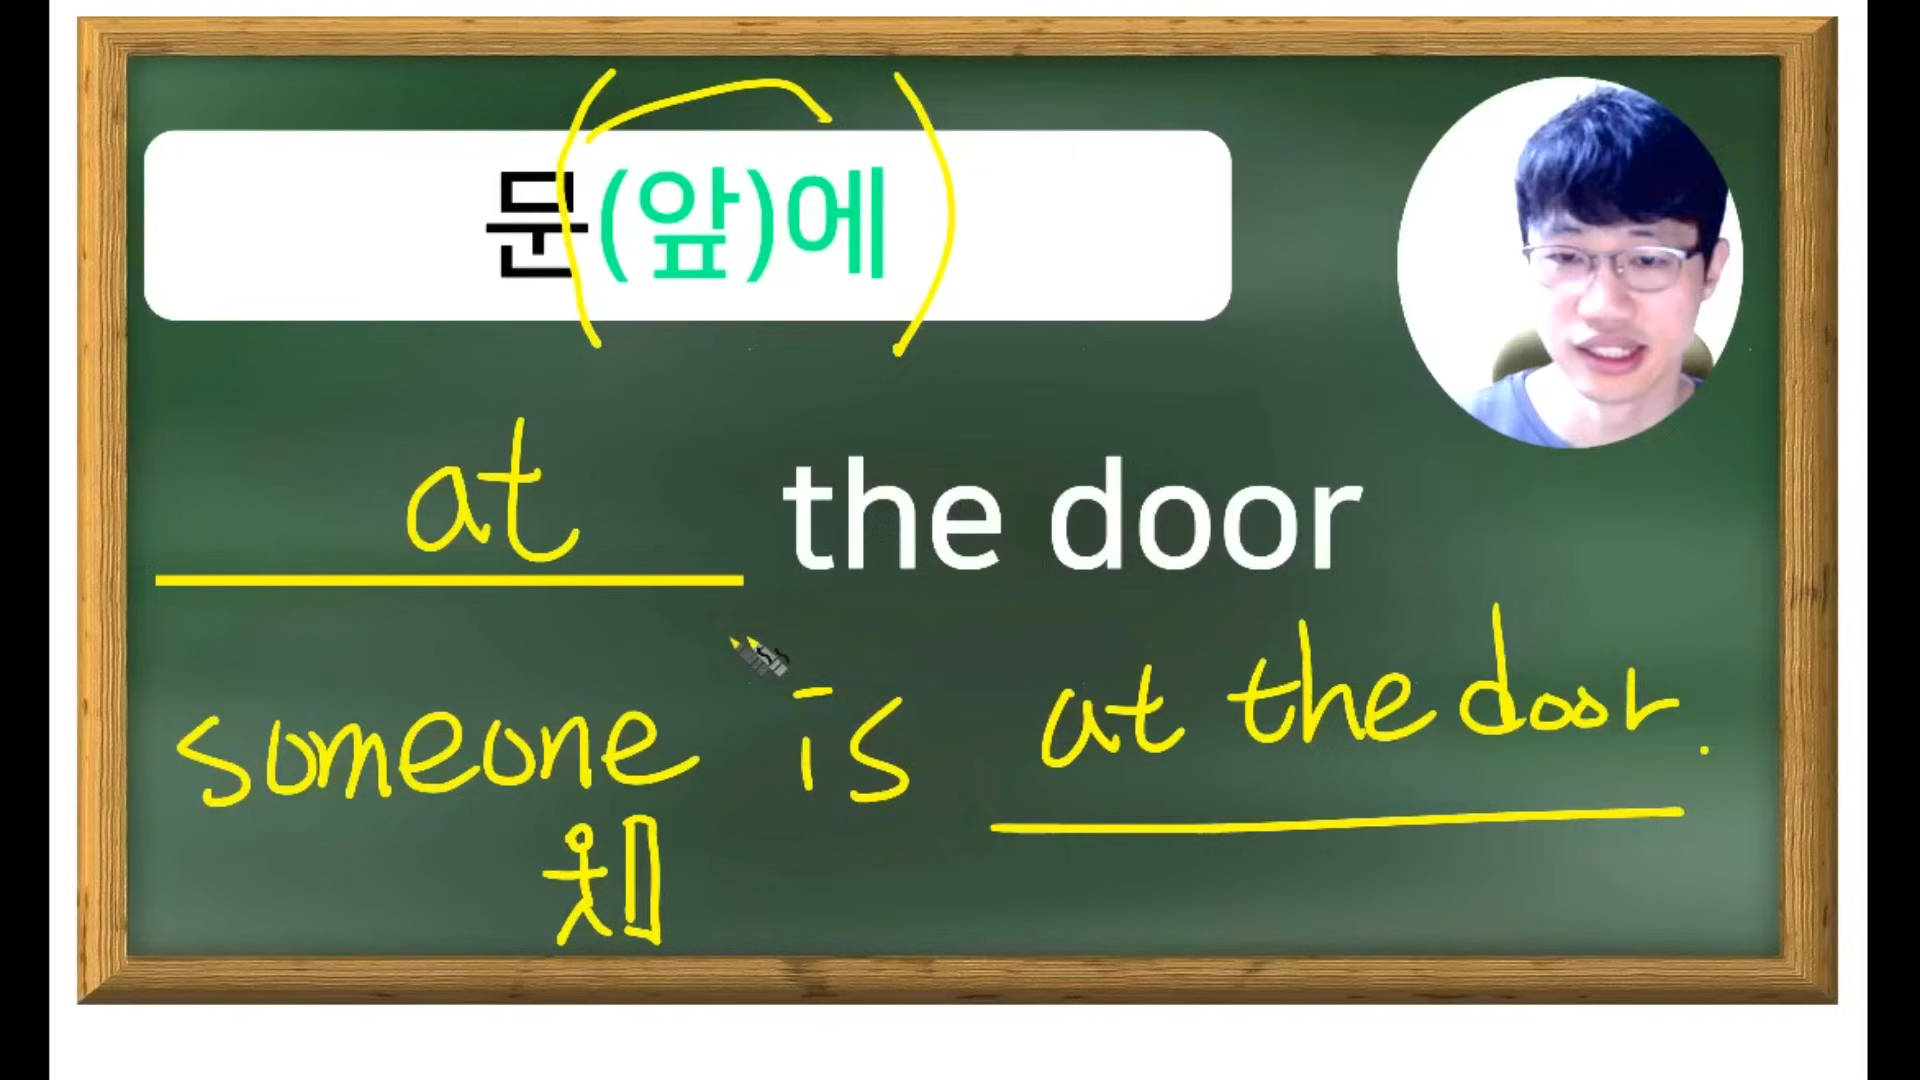 문(앞)에
at the door
someone is at the door.